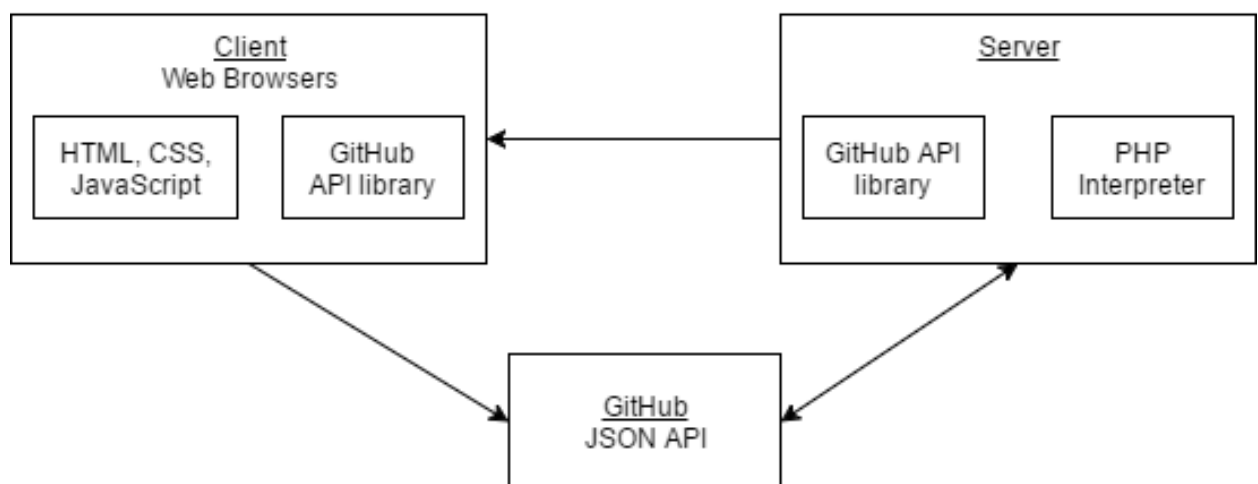 Client
Web Browsers
HTML, CSS,
JavaScript
GitHub
API library
Server
GitHub API
library
PHP
Interpreter
GitHub
JSON API